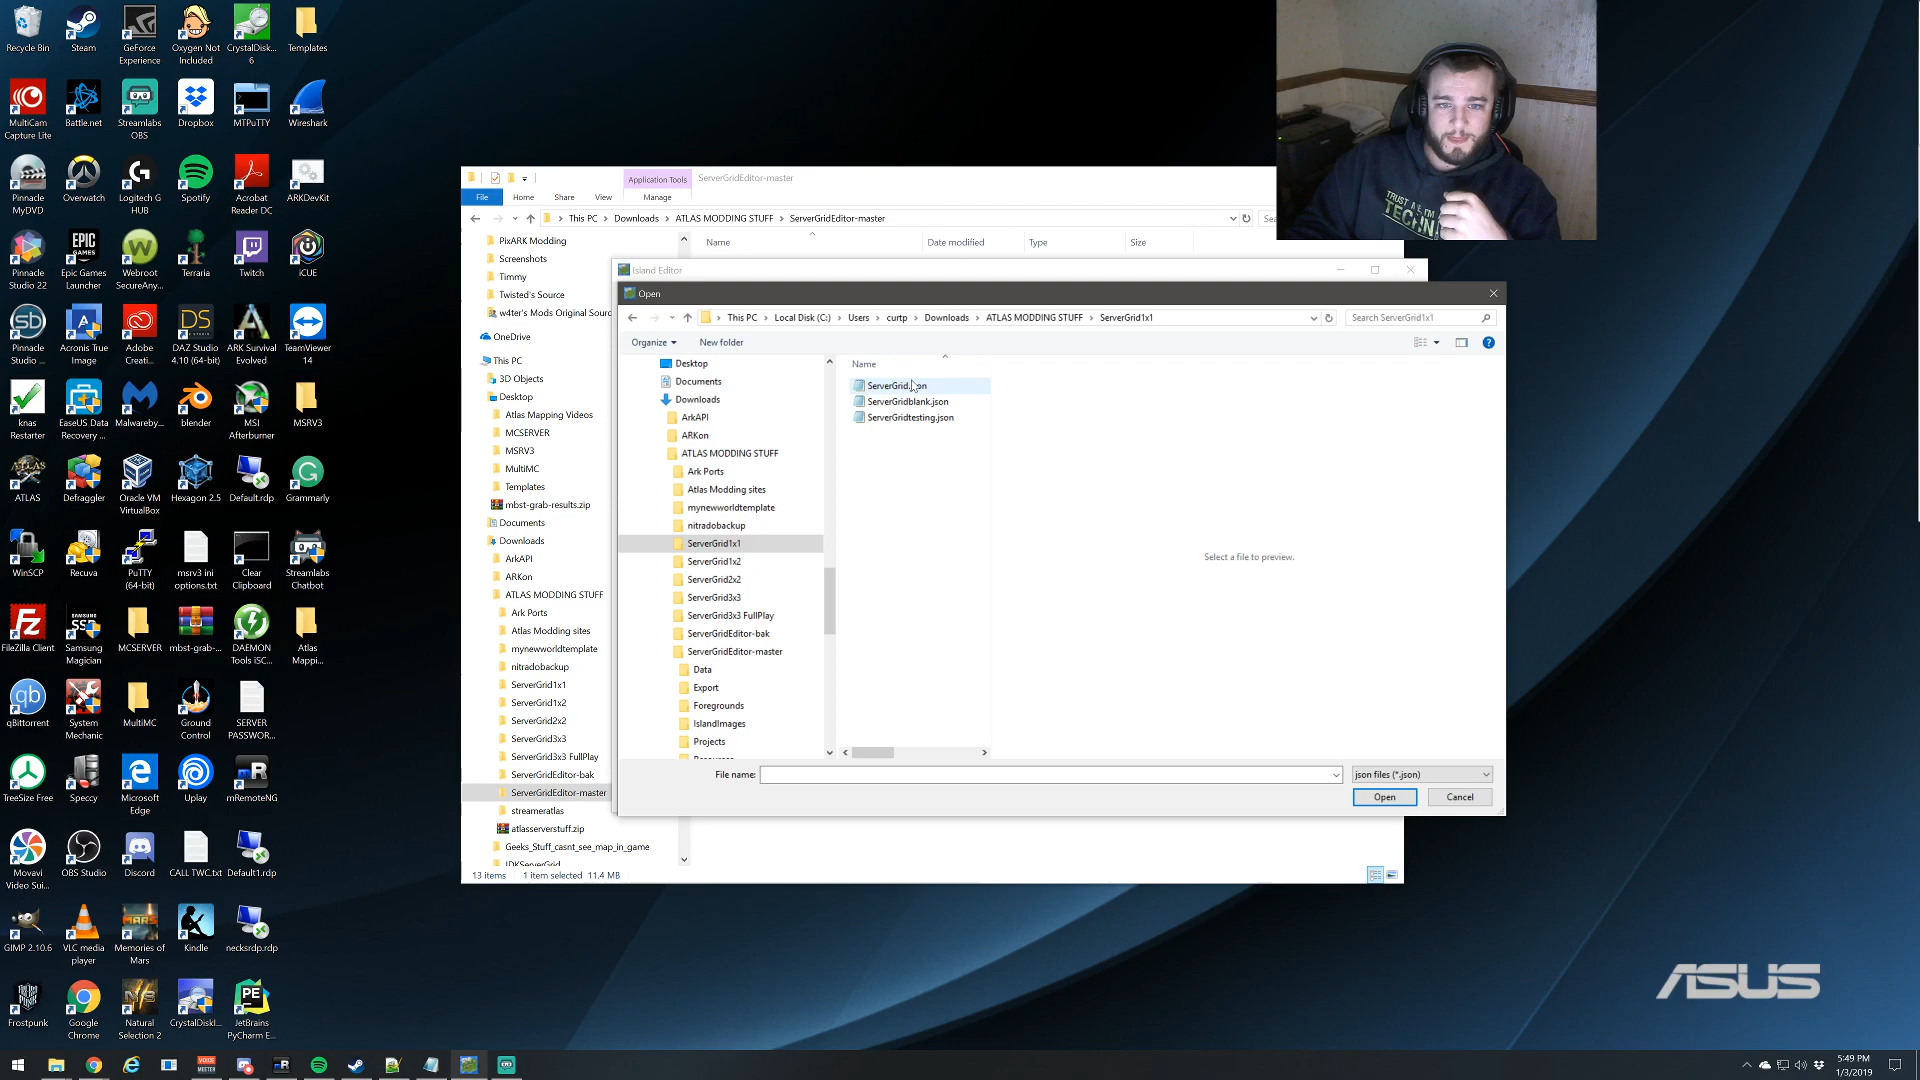 Recycle Bin
Steam
GeForce
Experience
Oxygen Not
Included
CrystalDisk...
6
Templates
MultiCam
Capture Lite
Battle.net
Streamlabs
OBS
Dropbox
MTPuTTY
Wireshark
Pinnacle
MyDVD
Overwatch
Logitech G
HUB
Spotify
Acrobat
Reader DC
ARKDevKit
Pinnacle
Studio 22
Epic Games
Launcher
Webroot
SecureAny...
Terraria
Twitch
iCUE
Pinnacle
Studio ...
Acronis True
Image
Adobe
Creati...
DAZ Studio
4.10 (64-bit)
ARK Survival
Evolved
TeamViewer
14
knas
Restarter
EaseUS Data
Recovery ...
Malwareby...
blender
MSI
Afterburner
MSRV3
ATLAS
Defraggler
Oracle VM
VirtualBox
Hexagon 2.5
Default.rdp
Grammarly
WinSCP
Recuva
PuTTY
(64-bit)
msrv3 ini
options.txt
Clear
Clipboard
Streamlabs
Chatbot
FileZilla Client
Samsung
Magician
MCSERVER
mbst-grab-...
DAEMON
Tools iSC...
Atlas
Mappi...
qBittorrent
System
Mechanic
MultiMC
Ground
Control
SERVER
PASSWOR...
TreeSize Free
Speccy
Microsoft
Edge
Uplay
mRemoteNG
Movavi
Video Sui...
OBS Studio
Discord
CALL TWC.txt
Default1.rdp
GIMP 2.10.6
VLC media
player
Memories of
Mars
Kindle
necksrdp.rdp
Frostpunk
Google
Chrome
Natural
Selection 2
CrystalDiskI...
JetBrains
PyCharm E...
Application Tools
ServerGridEditor-master
File
Home
Share
View
Manage
This PC
Downloads
ATLAS MODDING STUFF
ServerGridEditor-master
Sea
Name
Date modified
Type
Size
PixARK Modding
Screenshots
Timmy
Twisted's Source
w4ter's Mods Original Sourc
OneDrive
This PC
3D Objects
Desktop
Atlas Mapping Videos
MCSERVER
MSRV3
MultiMC
Templates
mbst-grab-results.zip
Documents
Downloads
ArkAPI
ARKon
ATLAS MODDING STUFF
Ark Ports
Atlas Modding sites
mynewworldtemplate
nitradobackup
ServerGrid1x1
ServerGrid1x2
ServerGrid2x2
ServerGrid3x3
ServerGrid3x3 FullPlay
ServerGridEditor-bak
ServerGridEditor-master
streameratlas
atlasserverstuff.zip
Geeks_Stuff_casnt_see_map_in_game
JDKServerGrid
13 items
1 item selected 11.4 MB
Island Editor
Open
This PC
Local Disk (C:)
Users
curtp
Downloads
ATLAS MODDING STUFF
ServerGrid1x1
Search ServerGrid1x1
Organize
New folder
Desktop
Documents
Downloads
ArkAPI
ARKon
ATLAS MODDING STUFF
Ark Ports
Atlas Modding sites
mynewworldtemplate
nitradobackup
ServerGrid1x1
ServerGrid1x2
ServerGrid2x2
ServerGrid3x3
ServerGrid3x3 FullPlay
ServerGridEditor-bak
ServerGridEditor-master
Data
Export
Foregrounds
IslandImages
Projects
Name
ServerGrid.json
ServerGridblank.json
ServerGridtesting.json
Select a file to preview.
File name:
json files (*.json)
Open
Cancel
TECHN
ASUS
5:49 PM
1/3/2019